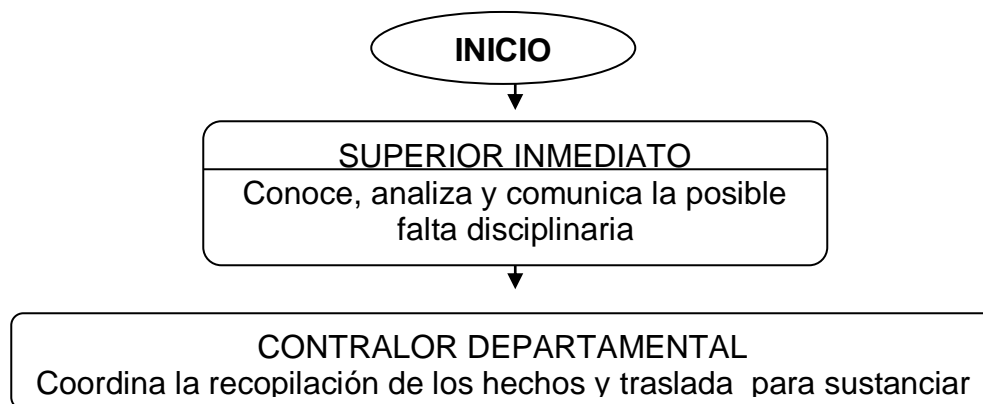 INICIO
SUPERIOR INMEDIATO
Conoce, analiza y comunica la posible
falta disciplinaria
CONTRALOR DEPARTAMENTAL
Coordina la recopilación de los hechos y traslada  para sustanciar